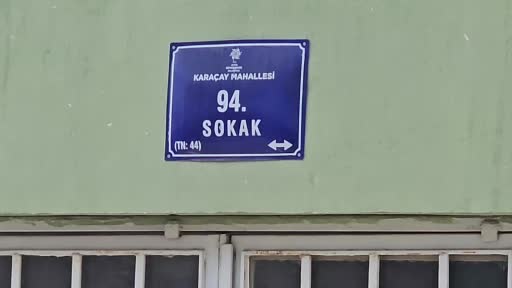 KARAÇAY MAHALLESİ
94.
SOKAK
(TN: 44)